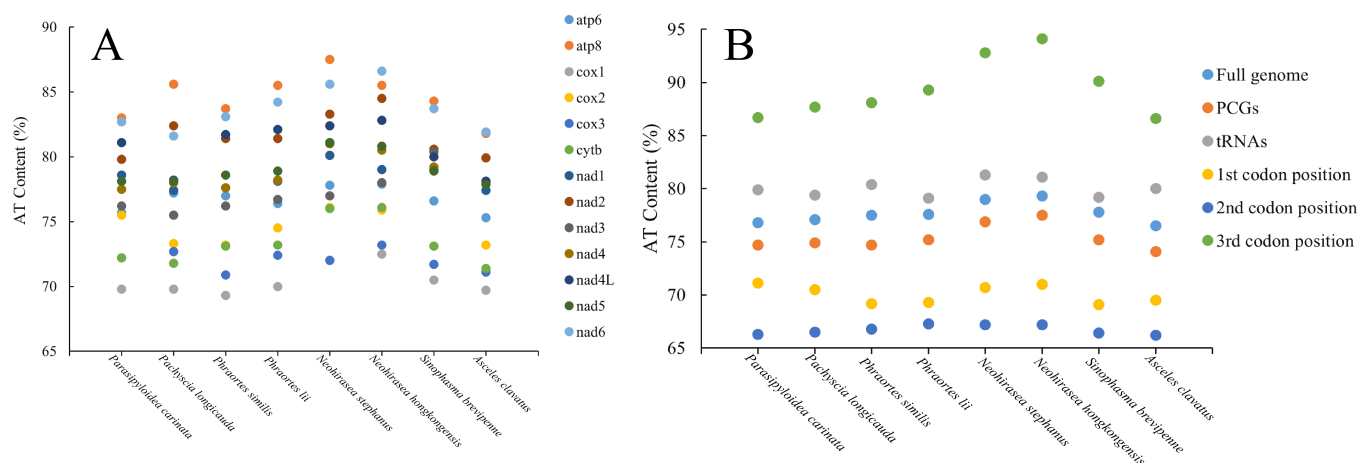 A
AT Content (%)
90
85
80
75
70
65
Parasipyloidea carinata
Pachyscia longicauda
Phraortes similis
Phraortes lii
Neohirasea stephanus
Neohirasea hongkongensis
Sinophasma brevipenne
Asceles clavatus
atp6
atp8
cox1
cox2
cox3
cytb
nad1
nad2
nad3
nad4
nad4L
nad5
nad6
B
AT Content (%)
95
90
85
80
75
70
65
Parasipyloidea carinata
Pachyscia longicauda
Phraortes similis
Phraortes lii
Neohirasea stephanus
Neohirasea hongkongensis
Sinophasma brevipenne
Asceles clavatus
Full genome
PCGs
tRNAs
1st codon position
2nd codon position
3rd codon position